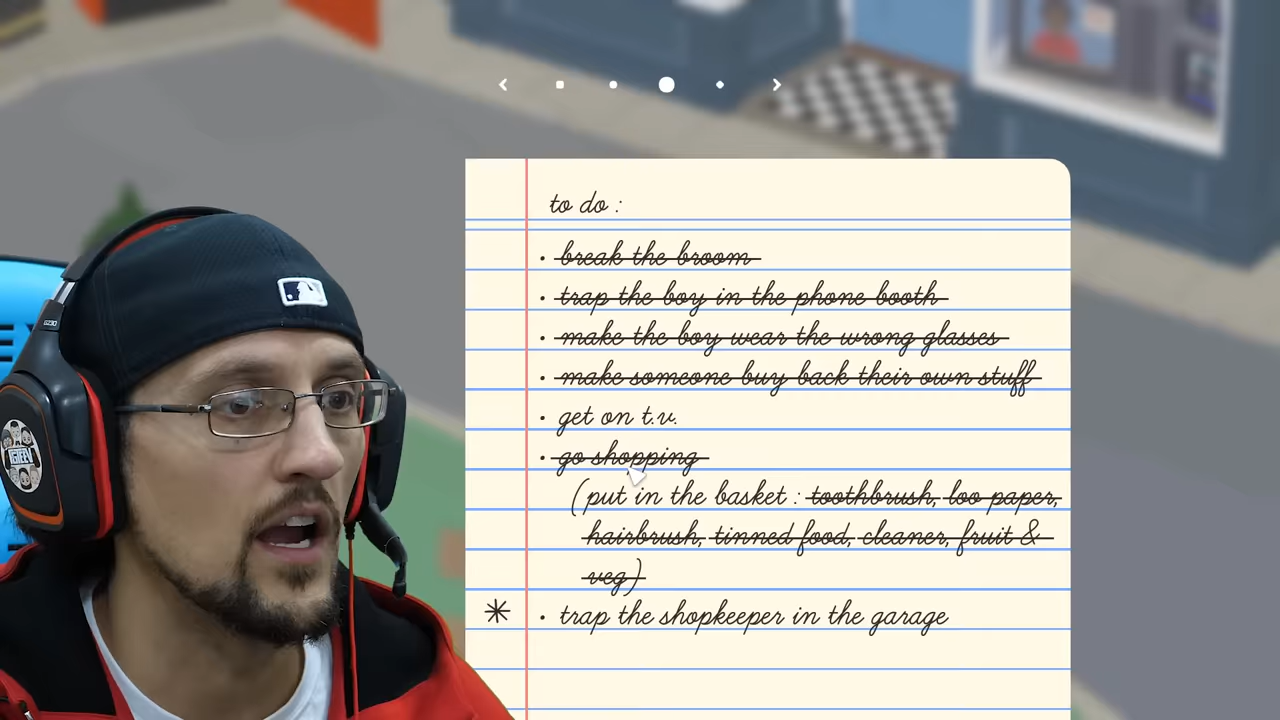 to do :
• break the broom
• trap the boy in the phone booth
• make the boy wear the wrong glasses
• make someone buy back their own stuff
• get on t.v.
• go shopping
(put in the basket : toothbrush, loo paper,
hairbrush, tinned food, cleaner, fruit &
veg)
* • trap the shopkeeper in the garage
G230